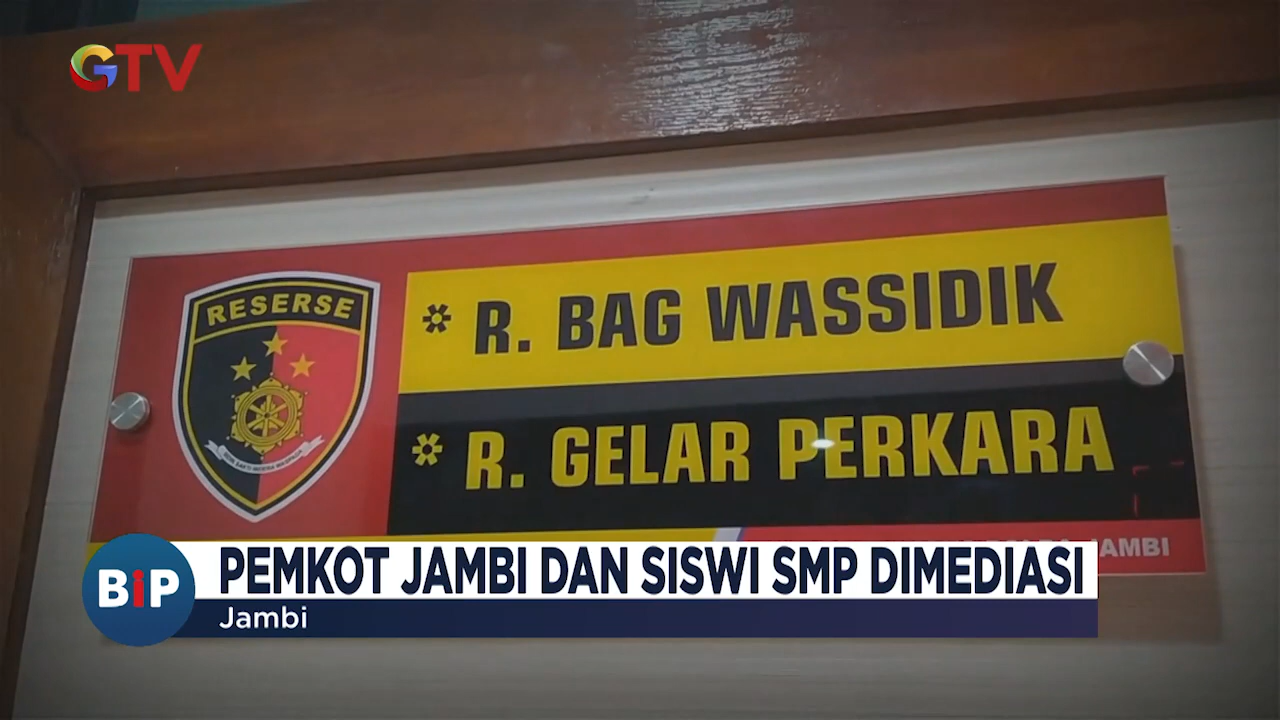 GTV
RESERSE
* R. BAG WASSIDIK
* R. GELAR PERKARA
JAMBI
BiP
PEMKOT JAMBI DAN SISWI SMP DIMEDIASI
Jambi